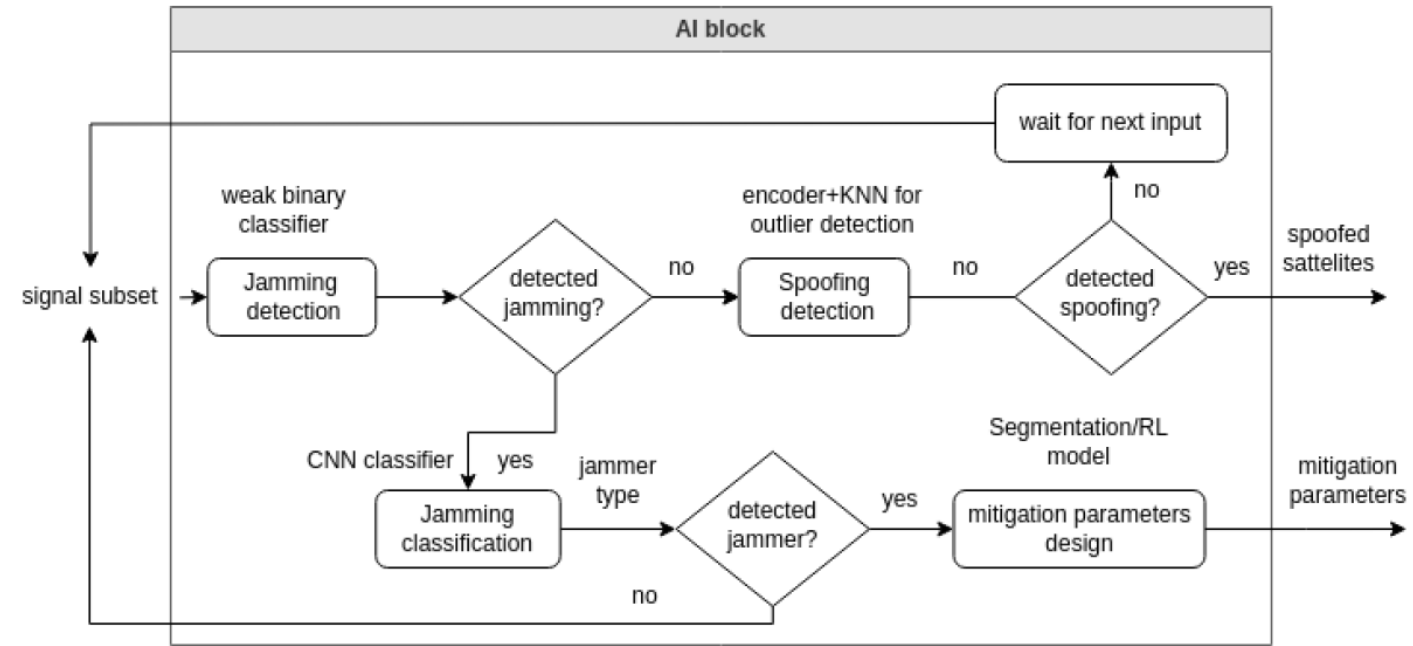 AI block
wait for next input
no
weak binary
classifier
encoder+KNN for
outlier detection
spoofed
sattelites
signal subset
Jamming
detection
detected
jamming?
no
Spoofing
detection
no
detected
spoofing?
yes
CNN classifier
yes
jammer
type
Segmentation/RL
model
mitigation
parameters
Jamming
classification
detected
jammer?
yes
mitigation parameters
design
no